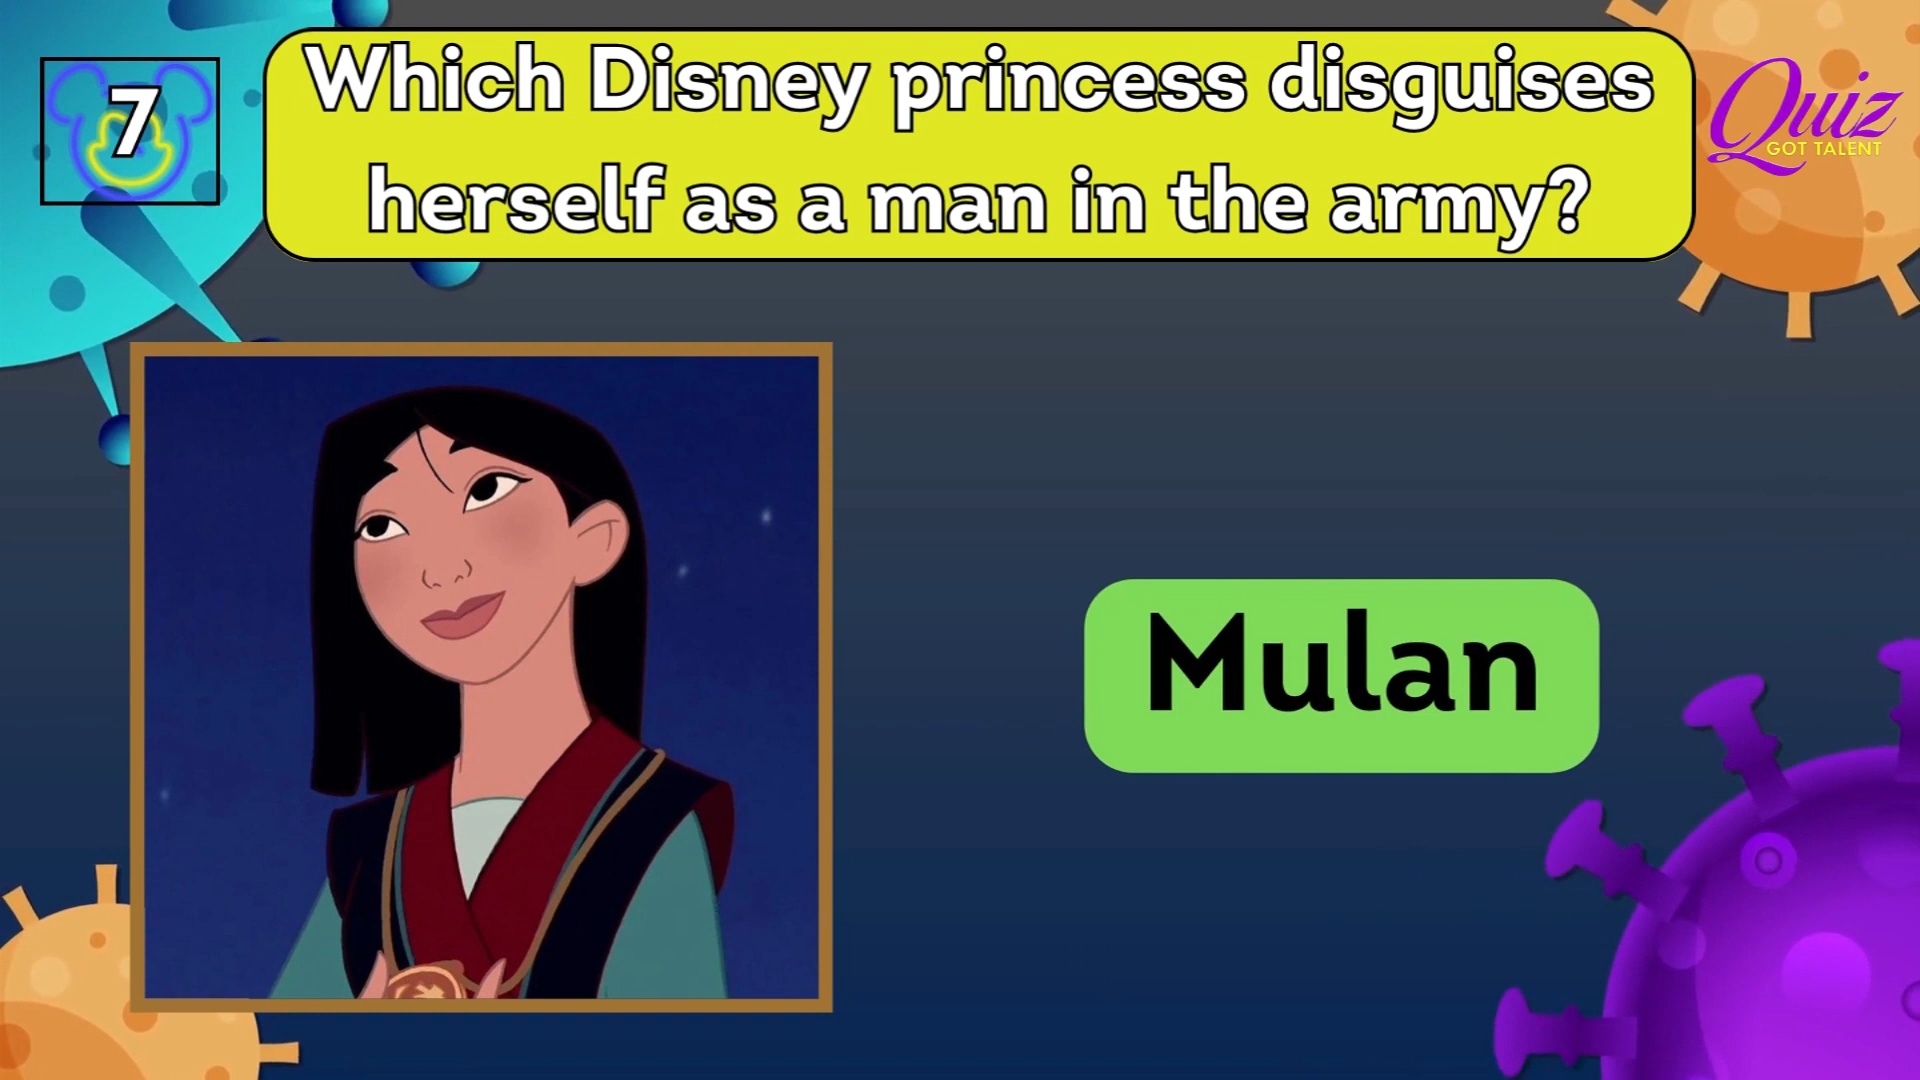 7
Which Disney princess disguises
herself as a man in the army?
Quiz
GOT TALENT
Mulan